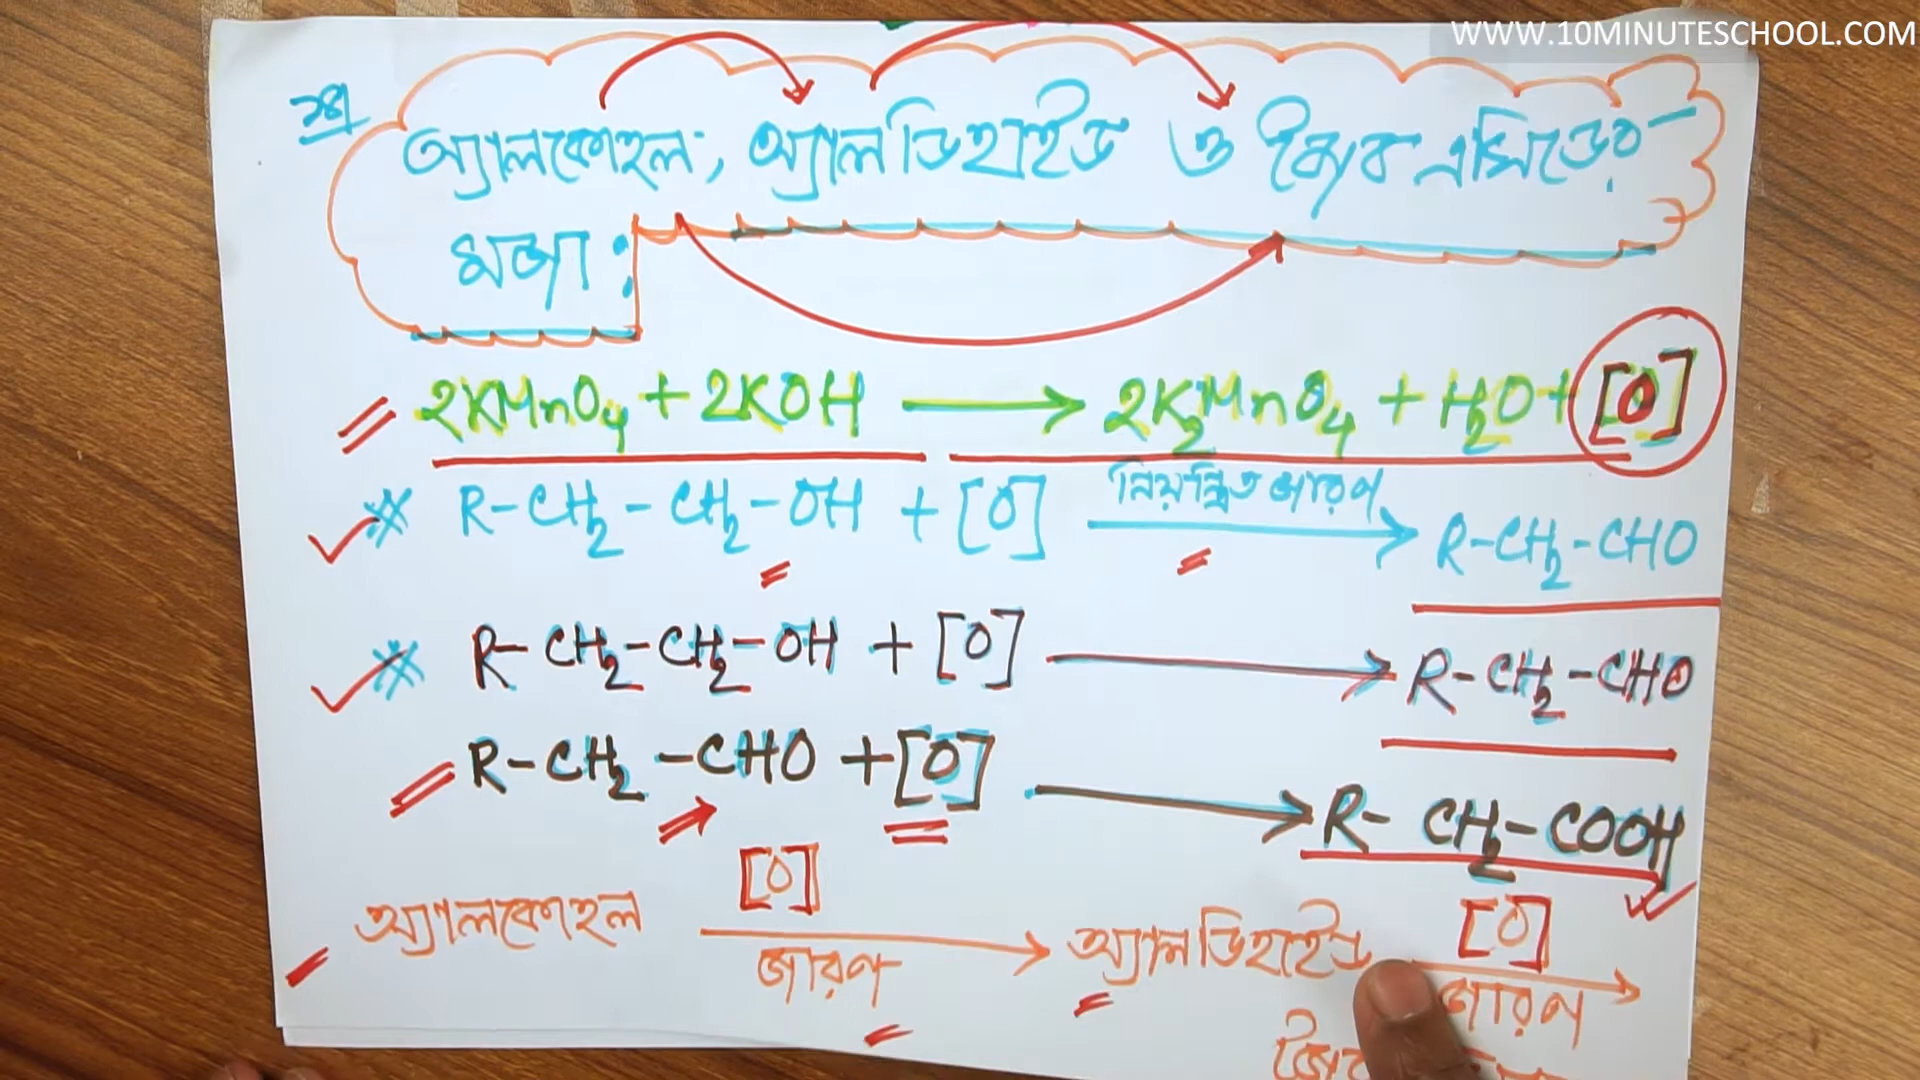 WWW.10MINUTESCHOOL.COM
অ্যালকোহল, অ্যালডিহাইড ও জৈব এসিডের
মজা :
2KMnO₄ + 2KOH → 2K₂MnO₄ + H₂O + [O]
* R-CH₂-CH₂-OH + [O] নিয়ন্ত্রিত জারণ → R-CH₂-CHO
* R-CH₂-CH₂-OH + [O] → R-CH₂-CHO
R-CH₂-CHO + [O] → R-CH₂-COOH
অ্যালকোহল [O] জারণ → অ্যালডিহাইড [O] জারণ →
জৈব